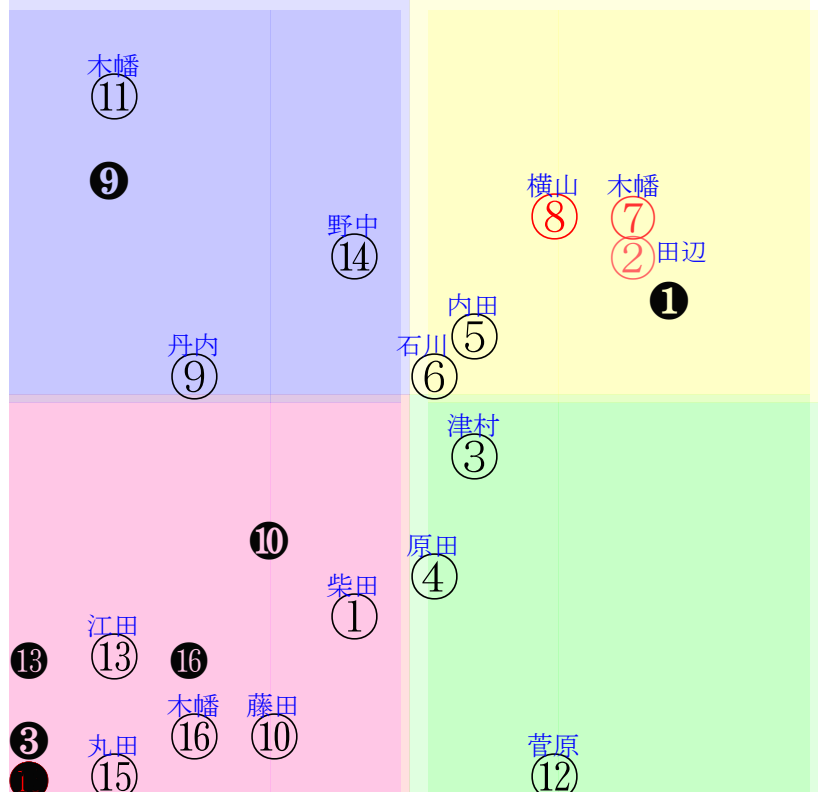 木幡
⑪
❾
横山 木幡
⑧ ⑦
野中
⑭ ② 田辺
❶
内田
⑤
丹内 石川
⑨ ⑥
津村
③
❿
原田
④
柴田
①
江田
⓭ ⑬ ⓰
木幡 藤田
❸ ⑯ ⑩
丸田 菅原
⑮ ⑫